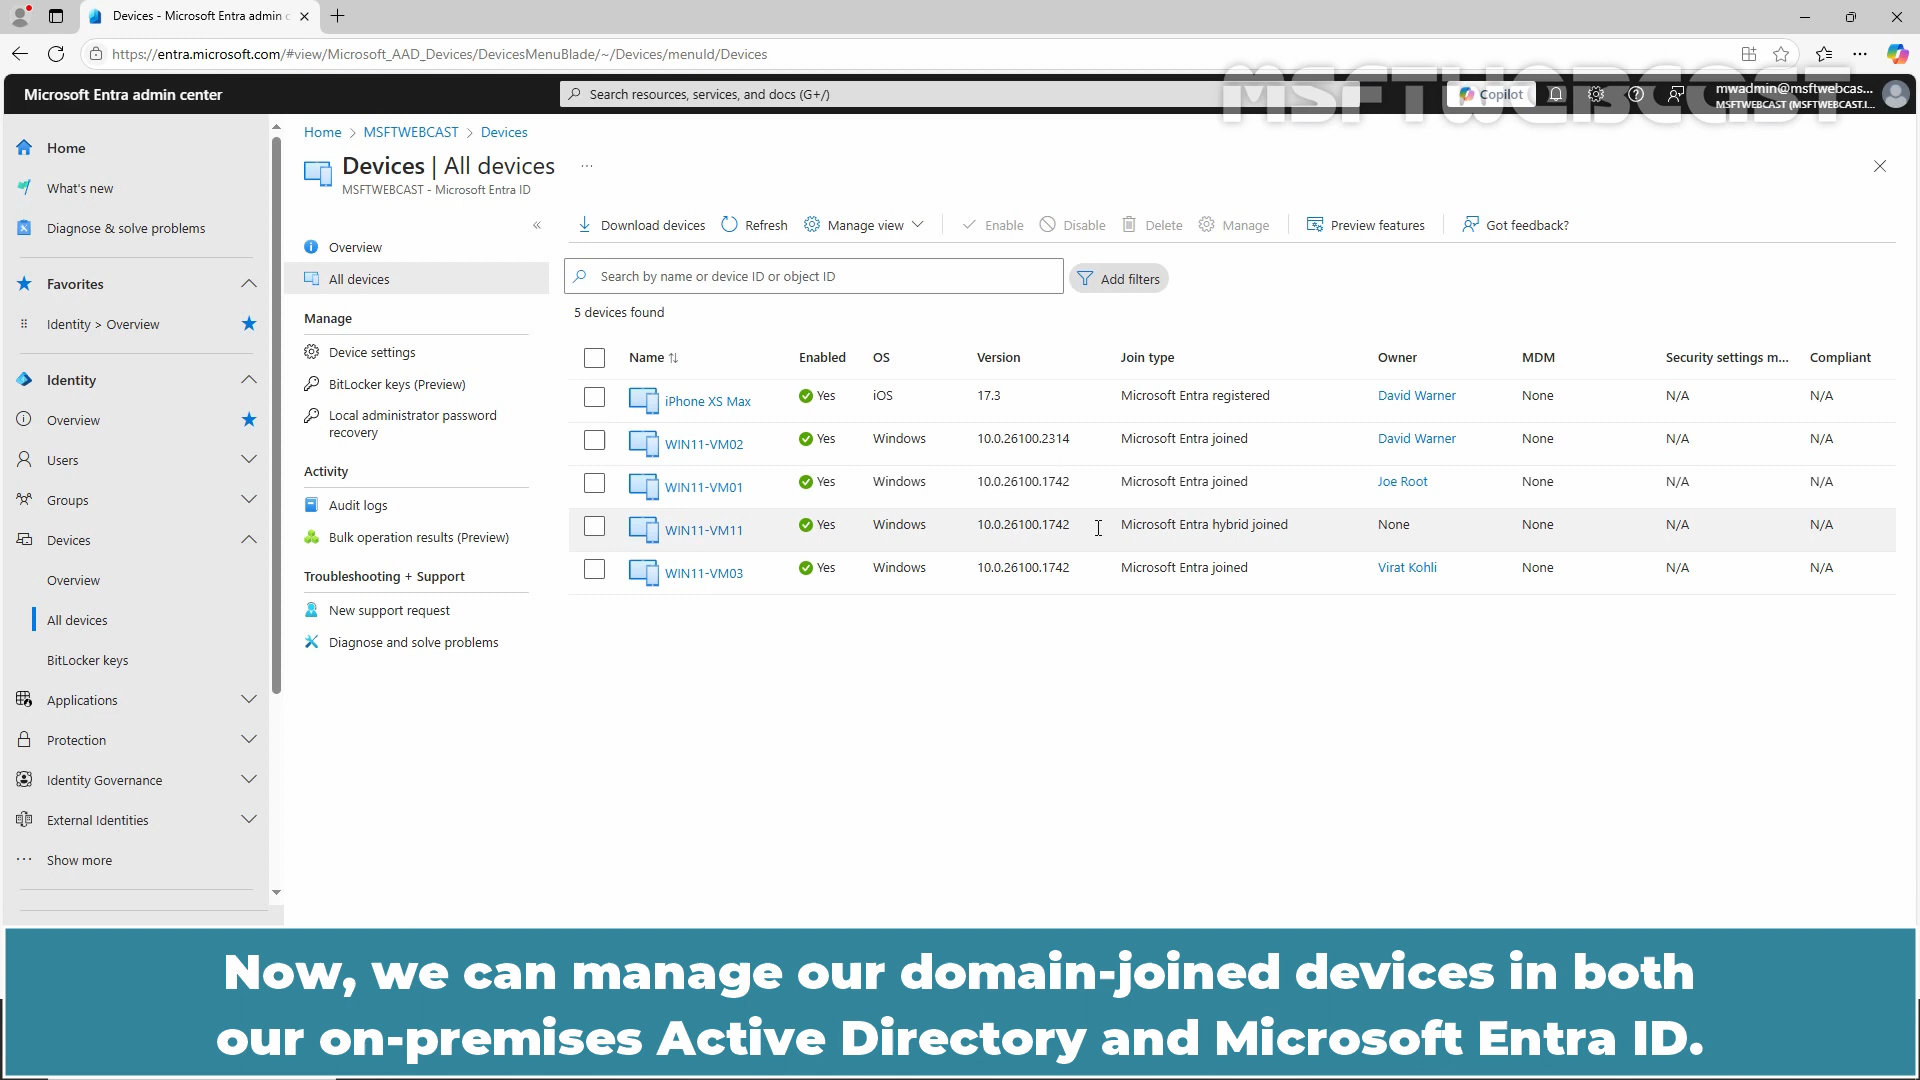 Devices - Microsoft Entra admin c
https://entra.microsoft.com/#view/Microsoft_AAD_Devices/DevicesMenuBlade/~/Devices/menuId/Devices
Microsoft Entra admin center
Search resources, services, and docs (G+/)
Copilot
mwadmin@msftwebcas...
MSFTWEBCAST (MSFTWEBCAST.I...
MSFTWEBCAST
Home
What's new
Diagnose & solve problems
Favorites
Identity > Overview
Identity
Overview
Users
Groups
Devices
Overview
All devices
BitLocker keys
Applications
Protection
Identity Governance
External Identities
Show more
Home > MSFTWEBCAST > Devices
Devices | All devices ...
MSFTWEBCAST - Microsoft Entra ID
Overview
All devices
Manage
Device settings
BitLocker keys (Preview)
Local administrator password
recovery
Activity
Audit logs
Bulk operation results (Preview)
Troubleshooting + Support
New support request
Diagnose and solve problems
Download devices Refresh Manage view Enable Disable Delete Manage Preview features Got feedback?
Search by name or device ID or object ID
Add filters
5 devices found
Name Enabled OS Version Join type Owner MDM Security settings m... Compliant
iPhone XS Max Yes iOS 17.3 Microsoft Entra registered David Warner None N/A N/A
WIN11-VM02 Yes Windows 10.0.26100.2314 Microsoft Entra joined David Warner None N/A N/A
WIN11-VM01 Yes Windows 10.0.26100.1742 Microsoft Entra joined Joe Root None N/A N/A
WIN11-VM11 Yes Windows 10.0.26100.1742 Microsoft Entra hybrid joined None None N/A N/A
WIN11-VM03 Yes Windows 10.0.26100.1742 Microsoft Entra joined Virat Kohli None N/A N/A
Now, we can manage our domain-joined devices in both
our on-premises Active Directory and Microsoft Entra ID.